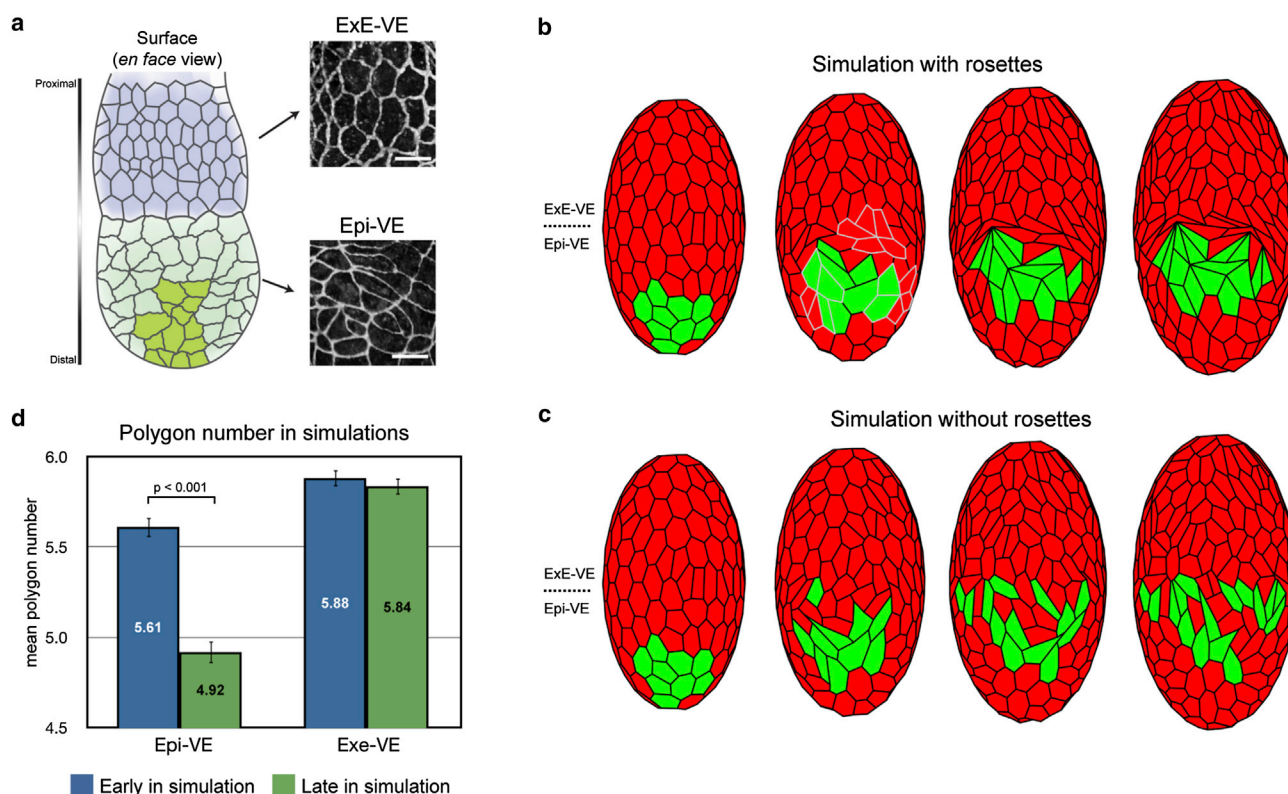 a
Surface
(en face view)
Proximal
Distal
ExE-VE
Epi-VE
b
Simulation with rosettes
ExE-VE
Epi-VE
c
Simulation without rosettes
ExE-VE
Epi-VE
d
Polygon number in simulations
mean polygon number
6.0
5.5
5.0
4.5
p < 0.001
5.61
4.92
5.88
5.84
Epi-VE
Exe-VE
Early in simulation
Late in simulation